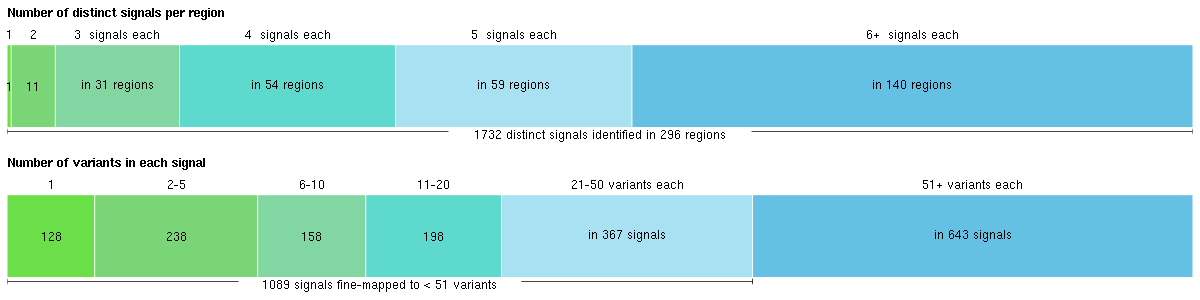 Number of distinct signals per region
1 2 3 signals each 4 signals each 5 signals each 6+ signals each
1 11 in 31 regions in 54 regions in 59 regions in 140 regions
1732 distinct signals identified in 296 regions
Number of variants in each signal
1 2-5 6-10 11-20 21-50 variants each 51+ variants each
128 238 158 198 in 367 signals in 643 signals
1089 signals fine-mapped to < 51 variants